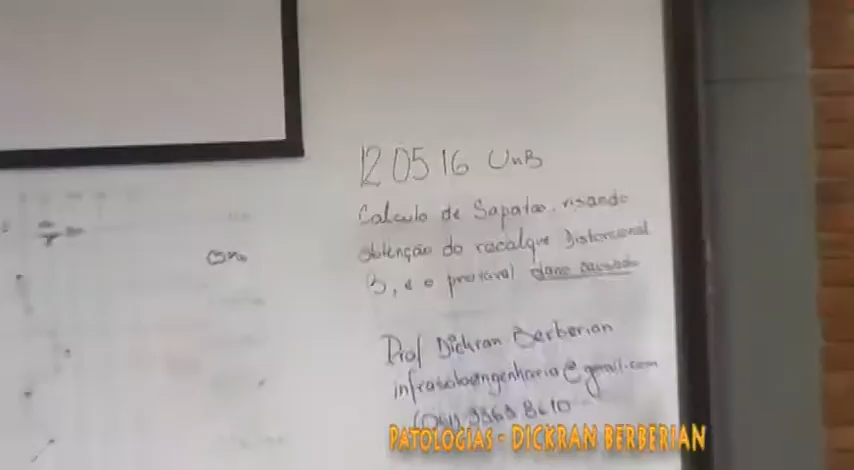 12 05 16 UnB
Calculo de Sapatas, visando
obtenção do recalque Distorcional
β, e o provável dano causado
Prof Dickran Berberian
infrasoloengenharia@gmail.com
PATOLOGIAS - DICKRAN BERBERIAN